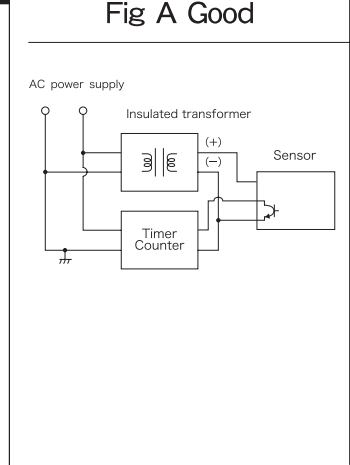 Fig A Good
AC power supply
Insulated transformer
(+)
(−)
Sensor
Timer
Counter